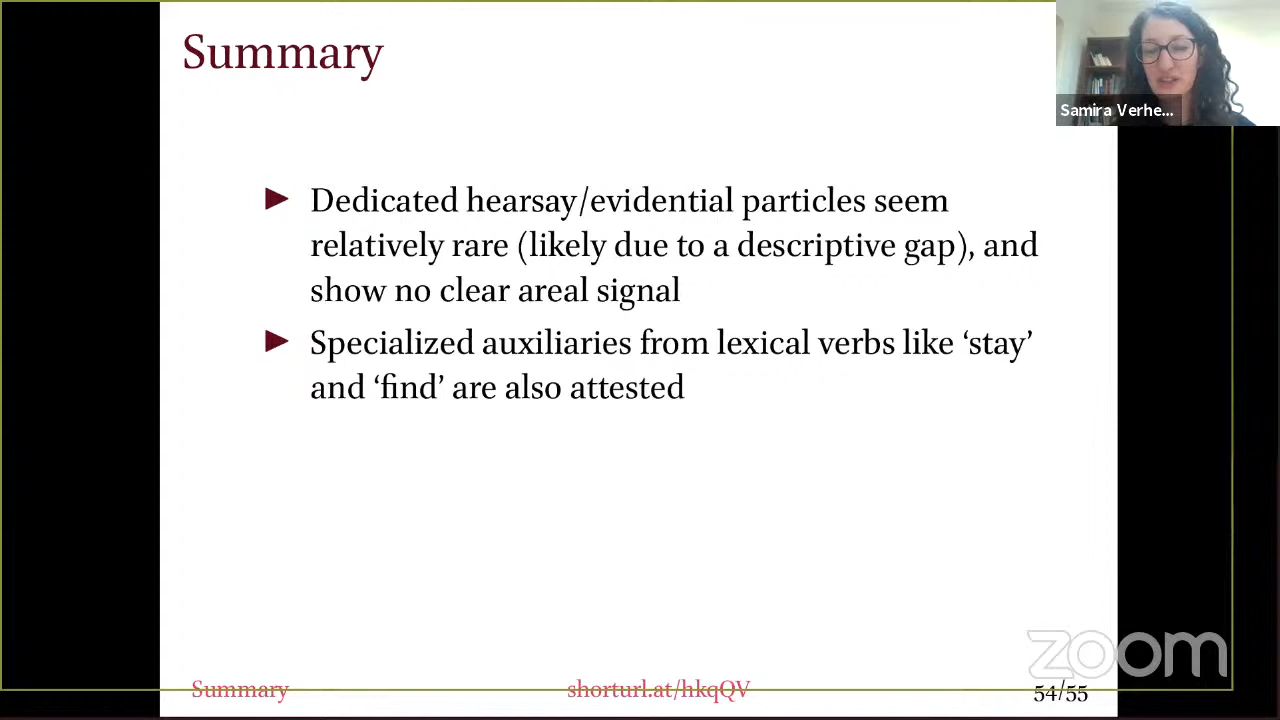 Summary
Samira Verhe...
▶ Dedicated hearsay/evidential particles seem
relatively rare (likely due to a descriptive gap), and
show no clear areal signal
▶ Specialized auxiliaries from lexical verbs like ‘stay’
and ‘find’ are also attested
zoom
Summary
shorturl.at/hkqQV
54/55